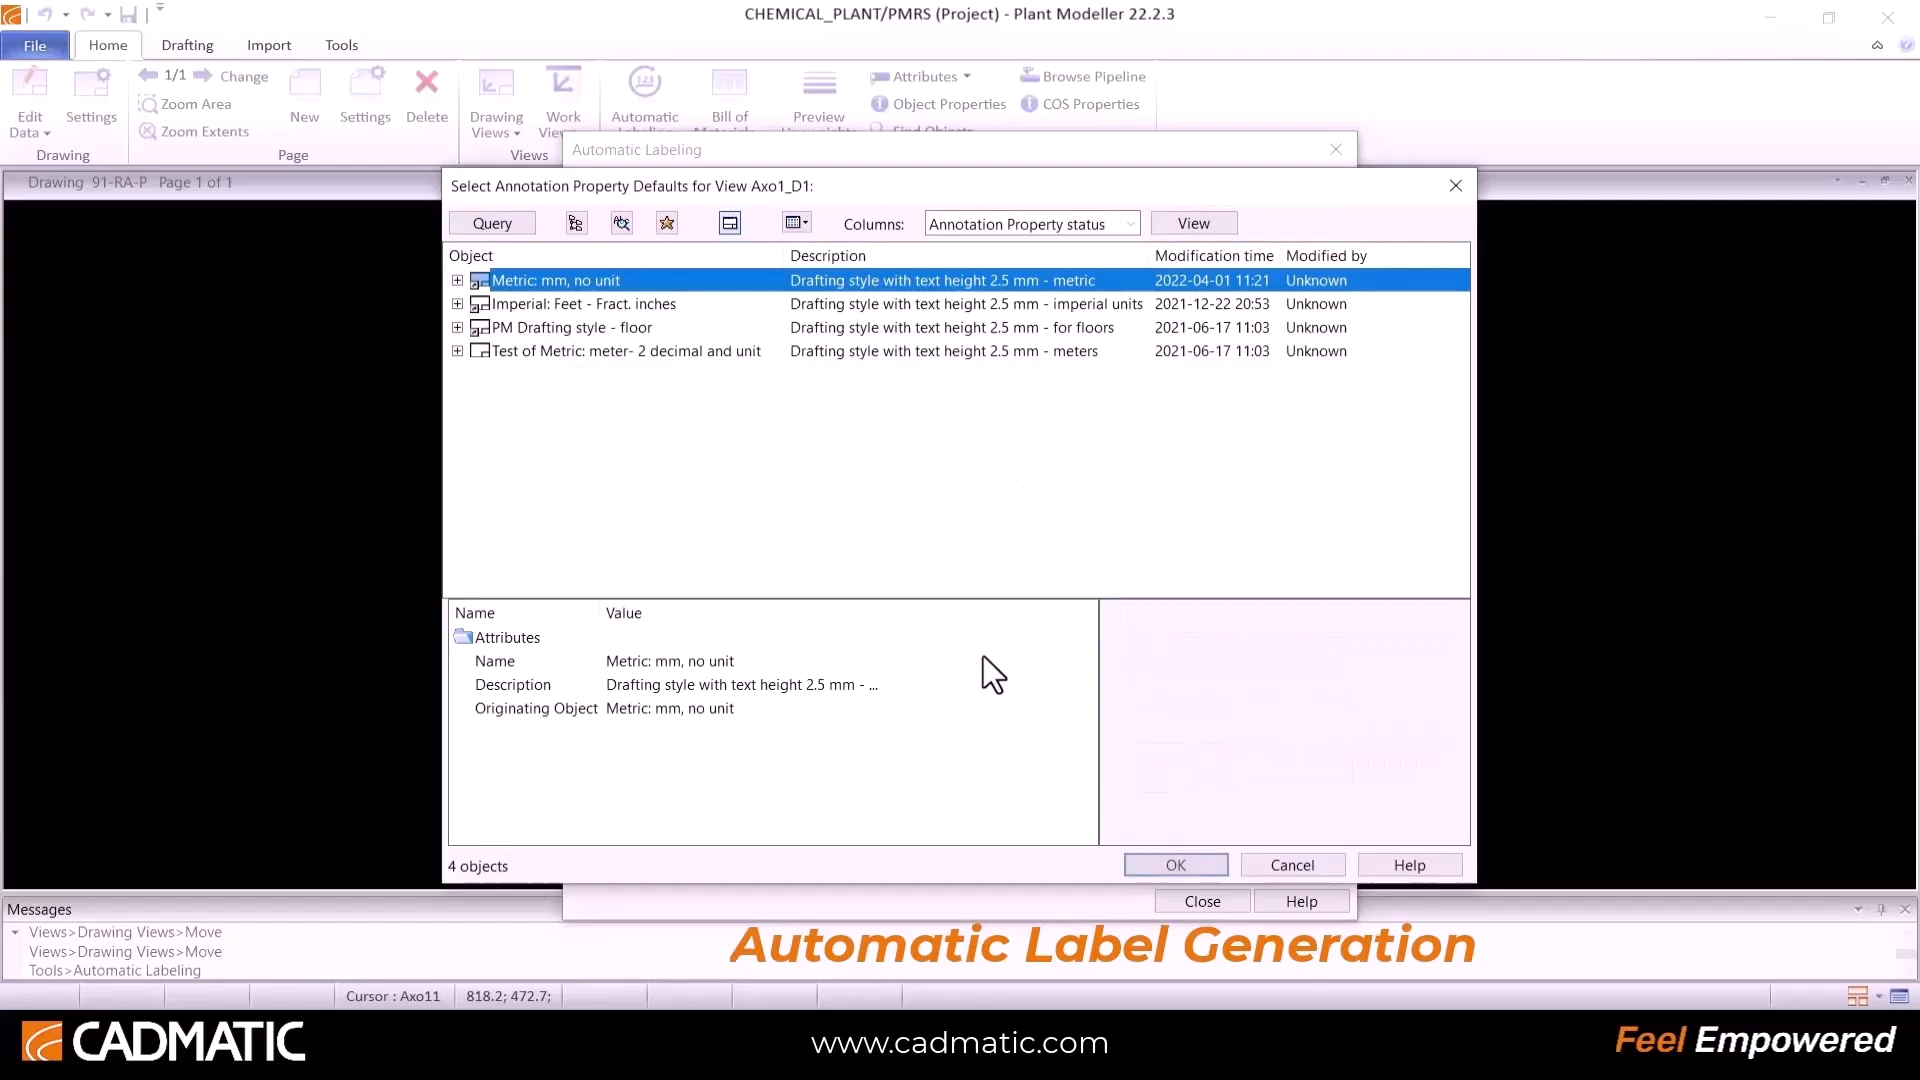 CHEMICAL_PLANT/PMRS (Project) - Plant Modeller 22.2.3
File Home Drafting Import Tools
1/1 Change Attributes Browse Pipeline
Zoom Area Object Properties COS Properties
Edit Data Settings New Settings Delete Drawing Views Work Automatic Bill of Preview
Zoom Extents Find Objects
Drawing Page Views
Automatic Labeling
Drawing 91-RA-P Page 1 of 1
Select Annotation Property Defaults for View Axo1_D1:
Query Columns: Annotation Property status View
Object Description Modification time Modified by
Metric: mm, no unit Drafting style with text height 2.5 mm - metric 2022-04-01 11:21 Unknown
Imperial: Feet - Fract. inches Drafting style with text height 2.5 mm - imperial units 2021-12-22 20:53 Unknown
PM Drafting style - floor Drafting style with text height 2.5 mm - for floors 2021-06-17 11:03 Unknown
Test of Metric: meter- 2 decimal and unit Drafting style with text height 2.5 mm - meters 2021-06-17 11:03 Unknown
Name Value
Attributes
Name Metric: mm, no unit
Description Drafting style with text height 2.5 mm - ...
Originating Object Metric: mm, no unit
4 objects OK Cancel Help
Close Help
Messages
Views>Drawing Views>Move
Views>Drawing Views>Move
Tools>Automatic Labeling
Automatic Label Generation
Cursor : Axo11 818.2; 472.7;
CADMATIC www.cadmatic.com Feel Empowered